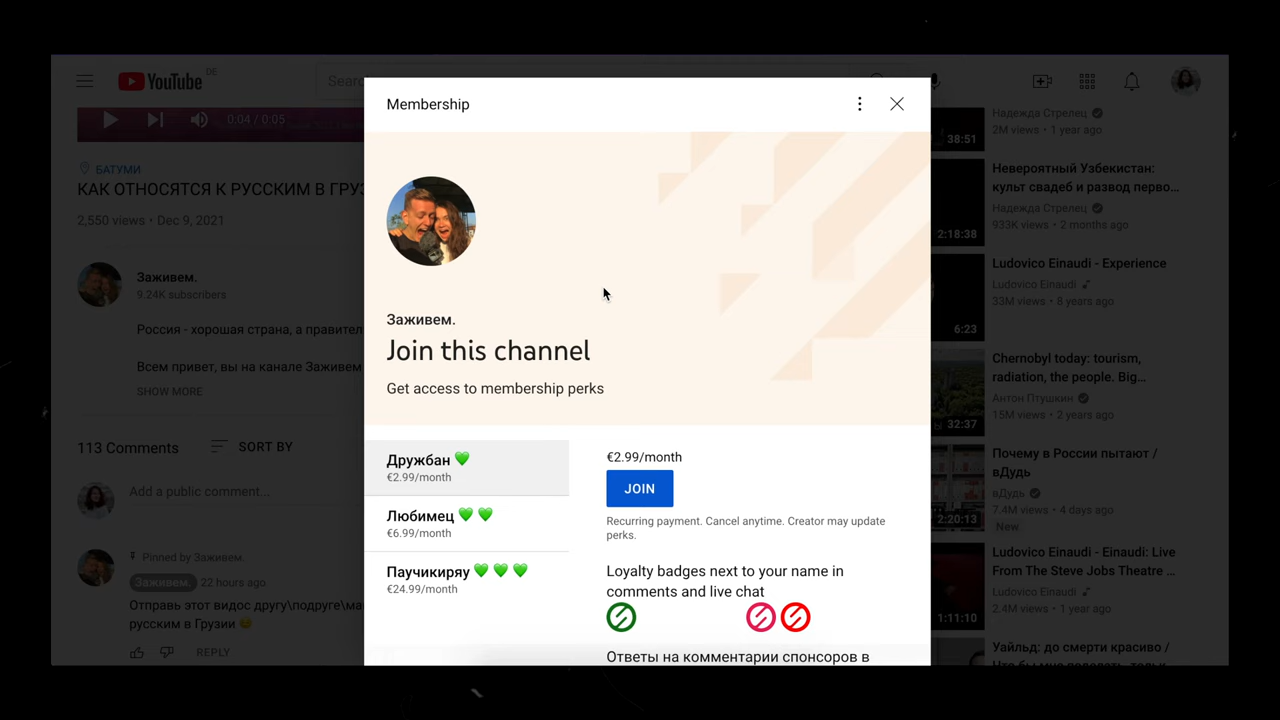 YouTube DE
Sear
0:04 / 0:05
БАТУМИ
КАК ОТНОСЯТСЯ К РУССКИМ В ГРУЗ
2,550 views • Dec 9, 2021
Заживем.
9.24K subscribers
Россия - хорошая страна, а правител
Всем привет, вы на канале Заживем
SHOW MORE
113 Comments
SORT BY
Add a public comment...
Pinned by Заживем.
Заживем. 22 hours ago
Отправь этот видос другу\подруге\ма
русским в Грузии
REPLY
Membership
Заживем.
Join this channel
Get access to membership perks
Дружбан
€2.99/month
Любимец
€6.99/month
Паучикиряу
€24.99/month
€2.99/month
JOIN
Recurring payment. Cancel anytime. Creator may update
perks.
Loyalty badges next to your name in
comments and live chat
Ответы на комментарии спонсоров в
Надежда Стрелец
2M views • 1 year ago
38:51
Невероятный Узбекистан:
культ свадеб и развод перво...
Надежда Стрелец
933K views • 2 months ago
2:18:38
Ludovico Einaudi - Experience
Ludovico Einaudi
33M views • 8 years ago
6:23
Chernobyl today: tourism,
radiation, the people. Big...
Антон Птушкин
15M views • 2 years ago
32:37
Почему в России пытают /
вДудь
вДудь
7.4M views • 4 days ago
New
2:20:13
Ludovico Einaudi - Einaudi: Live
From The Steve Jobs Theatre ...
Ludovico Einaudi
2.4M views • 1 year ago
1:11:10
Уайльд: до смерти красиво /